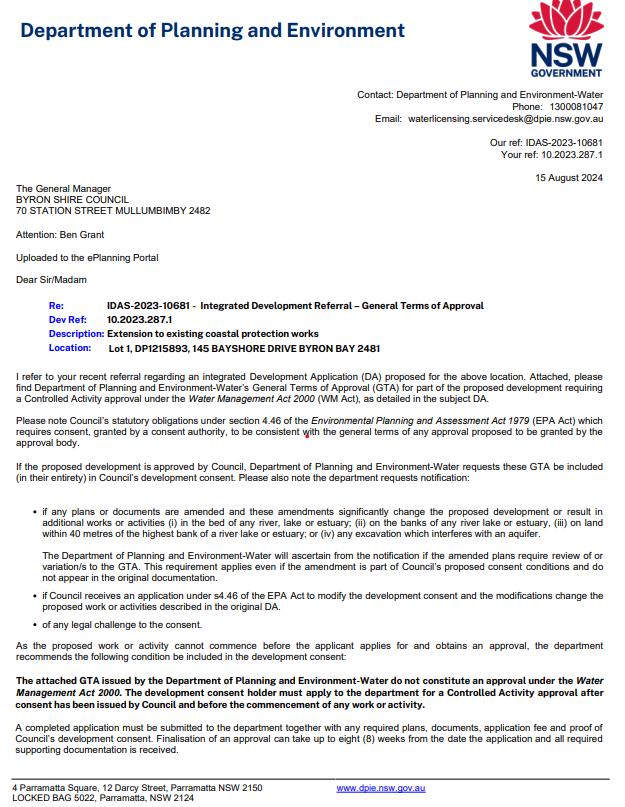 Department of Planning and Environment
NSW
GOVERNMENT
Contact: Department of Planning and Environment-Water
Phone: 1300081047
Email: waterlicensing.servicedesk@dpie.nsw.gov.au
Our ref: IDAS-2023-10681
Your ref: 10.2023.287.1
15 August 2024
The General Manager
BYRON SHIRE COUNCIL
70 STATION STREET MULLUMBIMBY 2482
Attention: Ben Grant
Uploaded to the ePlanning Portal
Dear Sir/Madam
Re: IDAS-2023-10681 - Integrated Development Referral – General Terms of Approval
Dev Ref: 10.2023.287.1
Description: Extension to existing coastal protection works
Location: Lot 1, DP1215893, 145 BAYSHORE DRIVE BYRON BAY 2481
I refer to your recent referral regarding an integrated Development Application (DA) proposed for the above location. Attached, please
find Department of Planning and Environment-Water's General Terms of Approval (GTA) for part of the proposed development requiring
a Controlled Activity approval under the Water Management Act 2000 (WM Act), as detailed in the subject DA.
Please note Council's statutory obligations under section 4.46 of the Environmental Planning and Assessment Act 1979 (EPA Act) which
requires consent, granted by a consent authority, to be consistent with the general terms of any approval proposed to be granted by the
approval body.
If the proposed development is approved by Council, Department of Planning and Environment-Water requests these GTA be included
(in their entirety) in Council's development consent. Please also note the department requests notification:
• if any plans or documents are amended and these amendments significantly change the proposed development or result in
additional works or activities (i) in the bed of any river, lake or estuary; (ii) on the banks of any river lake or estuary, (iii) on land
within 40 metres of the highest bank of a river lake or estuary; or (iv) any excavation which interferes with an aquifer.
The Department of Planning and Environment-Water will ascertain from the notification if the amended plans require review of or
variation/s to the GTA. This requirement applies even if the amendment is part of Council's proposed consent conditions and do
not appear in the original documentation.
• if Council receives an application under s4.46 of the EPA Act to modify the development consent and the modifications change the
proposed work or activities described in the original DA.
• of any legal challenge to the consent.
As the proposed work or activity cannot commence before the applicant applies for and obtains an approval, the department
recommends the following condition be included in the development consent:
The attached GTA issued by the Department of Planning and Environment-Water do not constitute an approval under the Water
Management Act 2000. The development consent holder must apply to the department for a Controlled Activity approval after
consent has been issued by Council and before the commencement of any work or activity.
A completed application must be submitted to the department together with any required plans, documents, application fee and proof of
Council's development consent. Finalisation of an approval can take up to eight (8) weeks from the date the application and all required
supporting documentation is received.
4 Parramatta Square, 12 Darcy Street, Parramatta NSW 2150 www.dpie.nsw.gov.au
LOCKED BAG 5022, Parramatta, NSW 2124